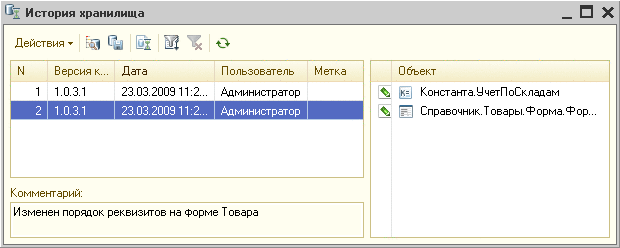 История хранилища
Действия
N Версия к... Дата Пользователь Метка
1 1.0.3.1 23.03.2009 11:2... Администратор
2 1.0.3.1 23.03.2009 11:2... Администратор
Комментарий:
Изменен порядок реквизитов на форме Товара
Объект
Константа.УчетПоСкладам
Справочник.Товары.Форма.Фор...